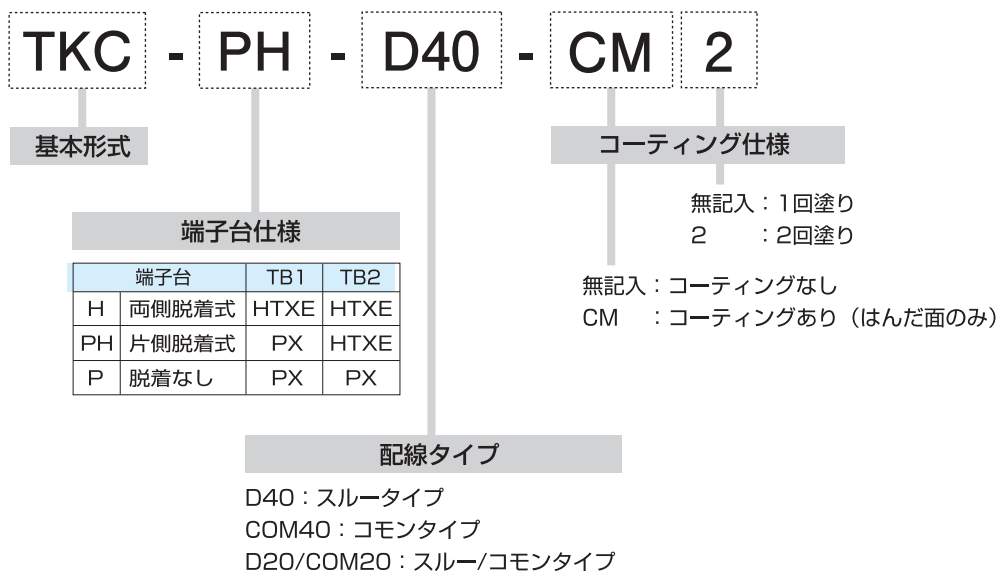 TKC - PH - D40 - CM 2
基本形式
コーティング仕様
無記入：1回塗り
2　　：2回塗り
無記入：コーティングなし
CM　：コーティングあり（はんだ面のみ）
端子台仕様
端子台 TB1 TB2
H 両側脱着式 HTXE HTXE
PH 片側脱着式 PX HTXE
P 脱着なし PX PX
配線タイプ
D40：スルータイプ
COM40：コモンタイプ
D20/COM20：スルー/コモンタイプ